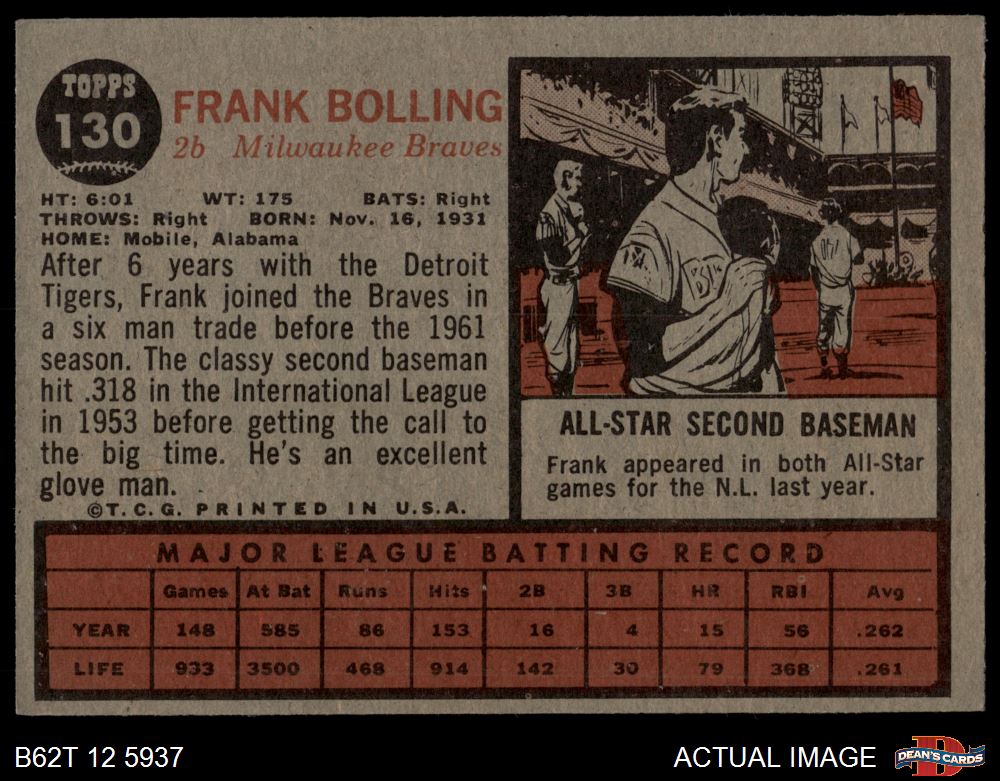 TOPPS
130
FRANK BOLLING
2b Milwaukee Braves
HT: 6:01 WT: 175 BATS: Right
THROWS: Right BORN: Nov. 16, 1931
HOME: Mobile, Alabama
After 6 years with the Detroit
Tigers, Frank joined the Braves in
a six man trade before the 1961
season. The classy second baseman
hit .318 in the International League
in 1953 before getting the call to
the big time. He's an excellent
glove man.
©T.C.G. PRINTED IN U.S.A.
ALL-STAR SECOND BASEMAN
Frank appeared in both All-Star
games for the N.L. last year.
MAJOR LEAGUE BATTING RECORD
Games At Bat Runs Hits 2B 3B HR RBI Avg
YEAR 148 585 86 153 16 4 15 56 .262
LIFE 933 3500 468 914 142 30 79 368 .261
B62T 12 5937
ACTUAL IMAGE
D
DEAN'S CARDS